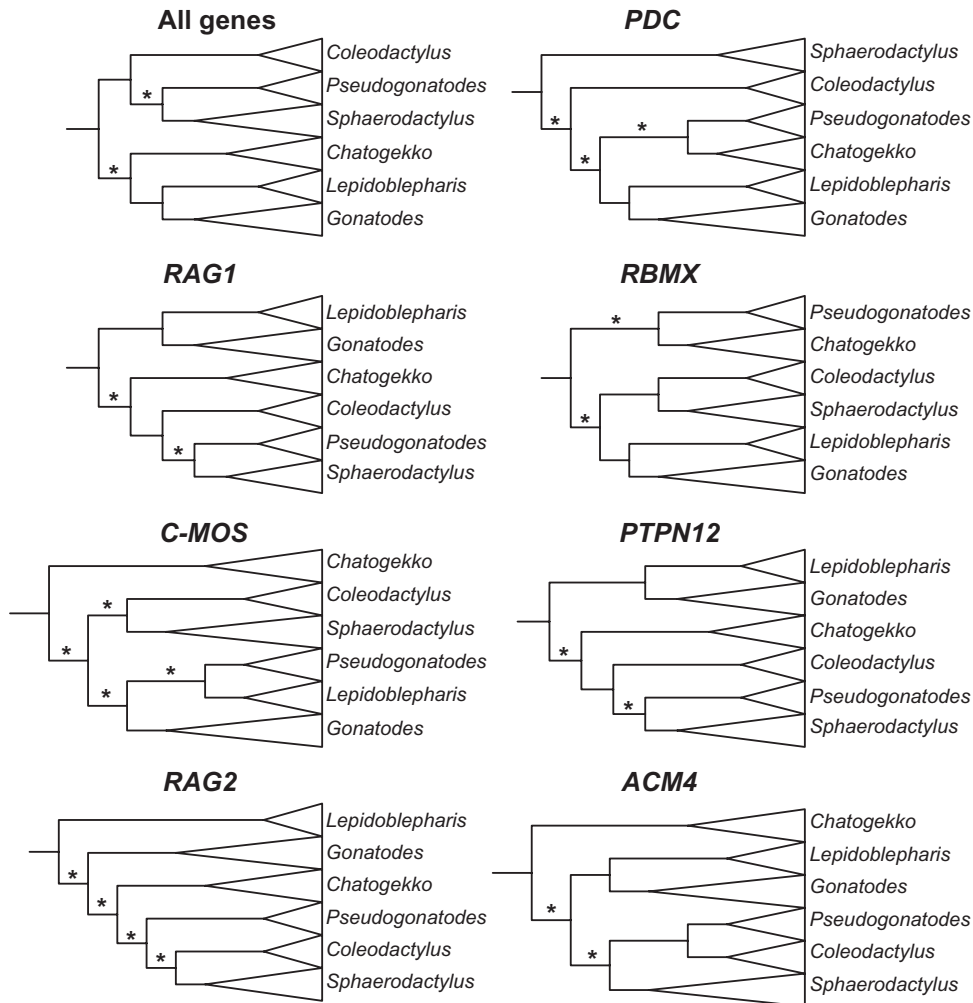 All genes
Coleodactylus
*
Pseudogonatodes
Sphaerodactylus
*
Chatogekko
Lepidoblepharis
Gonatodes
PDC
Sphaerodactylus
Coleodactylus
*
*
Pseudogonatodes
*
Chatogekko
Lepidoblepharis
Gonatodes
RAG1
Lepidoblepharis
Gonatodes
*
Chatogekko
Coleodactylus
*
Pseudogonatodes
Sphaerodactylus
RBMX
*
Pseudogonatodes
Chatogekko
Coleodactylus
*
Sphaerodactylus
Lepidoblepharis
Gonatodes
C-MOS
Chatogekko
*
Coleodactylus
Sphaerodactylus
*
*
Pseudogonatodes
*
Lepidoblepharis
Gonatodes
PTPN12
Lepidoblepharis
Gonatodes
*
Chatogekko
Coleodactylus
*
Pseudogonatodes
Sphaerodactylus
RAG2
Lepidoblepharis
*
Gonatodes
*
Chatogekko
*
Pseudogonatodes
*
Coleodactylus
Sphaerodactylus
ACM4
Chatogekko
Lepidoblepharis
*
Gonatodes
Pseudogonatodes
*
Coleodactylus
Sphaerodactylus